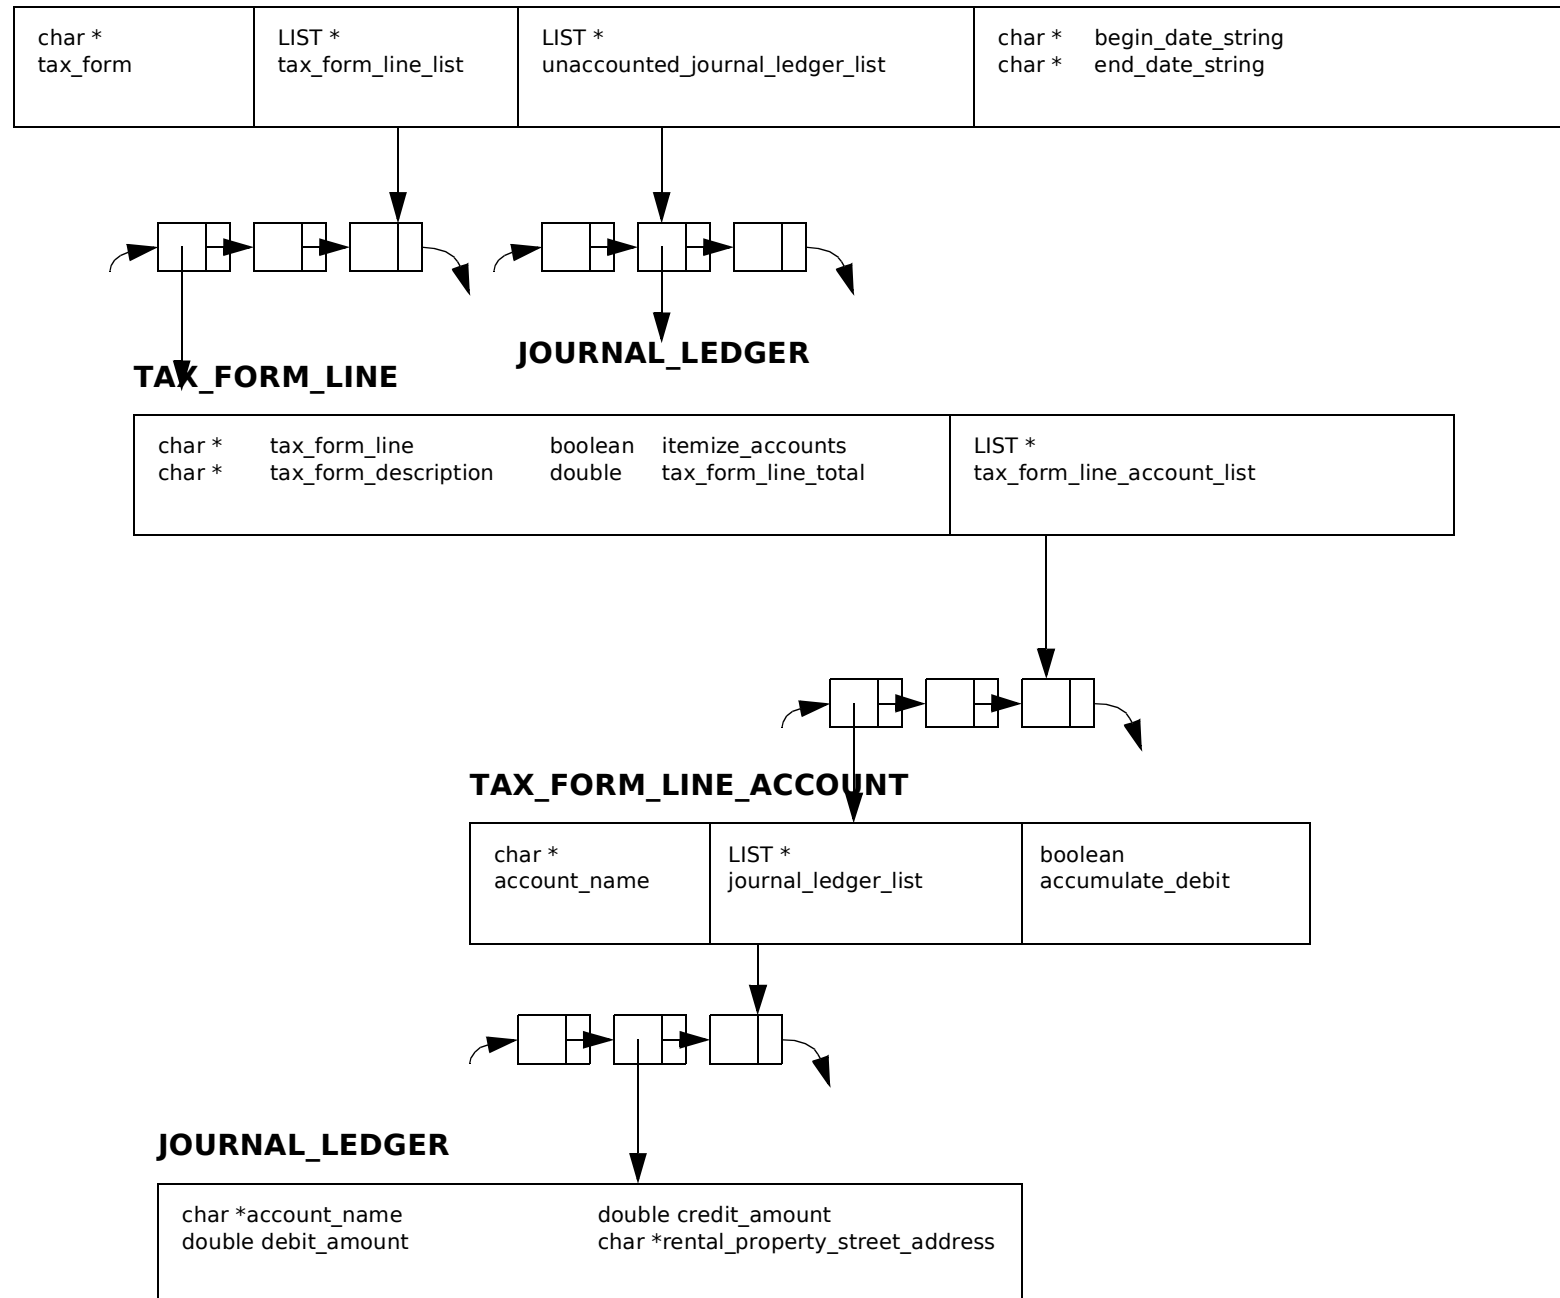 char *
tax_form
LIST *
tax_form_line_list
LIST *
unaccounted_journal_ledger_list
char * begin_date_string
char * end_date_string
JOURNAL_LEDGER
TAX_FORM_LINE
char * tax_form_line boolean itemize_accounts
char * tax_form_description double tax_form_line_total
LIST *
tax_form_line_account_list
TAX_FORM_LINE_ACCOUNT
char *
account_name
LIST *
journal_ledger_list
boolean
accumulate_debit
JOURNAL_LEDGER
char *account_name double credit_amount
double debit_amount char *rental_property_street_address